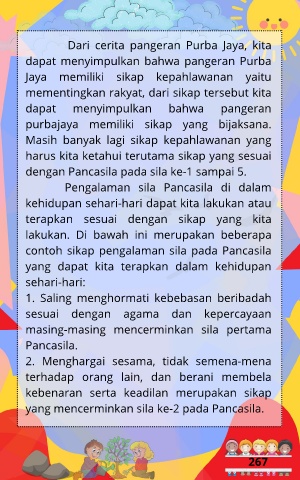 Dari cerita pangeran Purba Jaya, kita
dapat menyimpulkan bahwa pangeran Purba
Jaya memiliki sikap kepahlawanan yaitu
mementingkan rakyat, dari sikap tersebut kita
dapat menyimpulkan bahwa pangeran
purbajaya memiliki sikap yang bijaksana.
Masih banyak lagi sikap kepahlawanan yang
harus kita ketahui terutama sikap yang sesuai
dengan Pancasila pada sila ke-1 sampai 5.
Pengalaman sila Pancasila di dalam
kehidupan sehari-hari dapat kita lakukan atau
terapkan sesuai dengan sikap yang kita
lakukan. Di bawah ini merupakan beberapa
contoh sikap pengalaman sila pada Pancasila
yang dapat kita terapkan dalam kehidupan
sehari-hari:
1. Saling menghormati kebebasan beribadah
sesuai dengan agama dan kepercayaan
masing-masing mencerminkan sila pertama
Pancasila.
2. Menghargai sesama, tidak semena-mena
terhadap orang lain, dan berani membela
kebenaran serta keadilan merupakan sikap
yang mencerminkan sila ke-2 pada Pancasila.
267